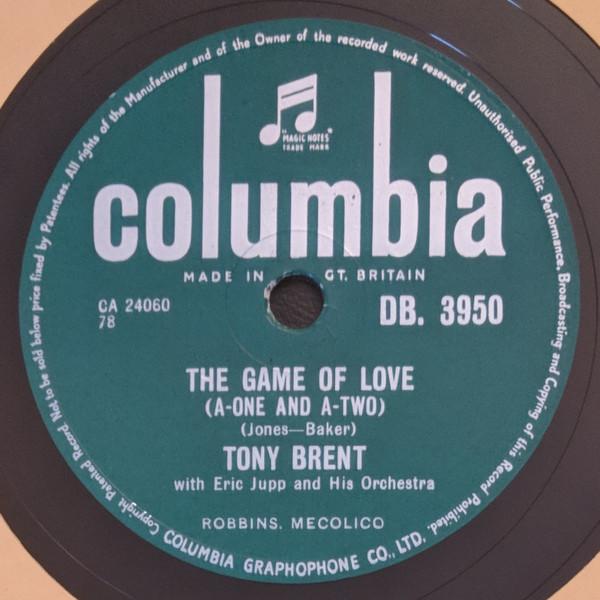 Copyright Patented Record. Not to be sold below price fixed by Patentees. All rights of the Manufacturer and of the Owner of the recorded work reserved. Unauthorised Public Performance, Broadcasting and Copying of this Record Prohibited.
"MAGIC NOTES"
TRADE MARK
columbia
MADE IN GT. BRITAIN
CA 24060
78
DB. 3950
THE GAME OF LOVE
(A-ONE AND A-TWO)
(Jones—Baker)
TONY BRENT
with Eric Jupp and His Orchestra
ROBBINS. MECOLICO
COLUMBIA GRAPHOPHONE CO., LTD.